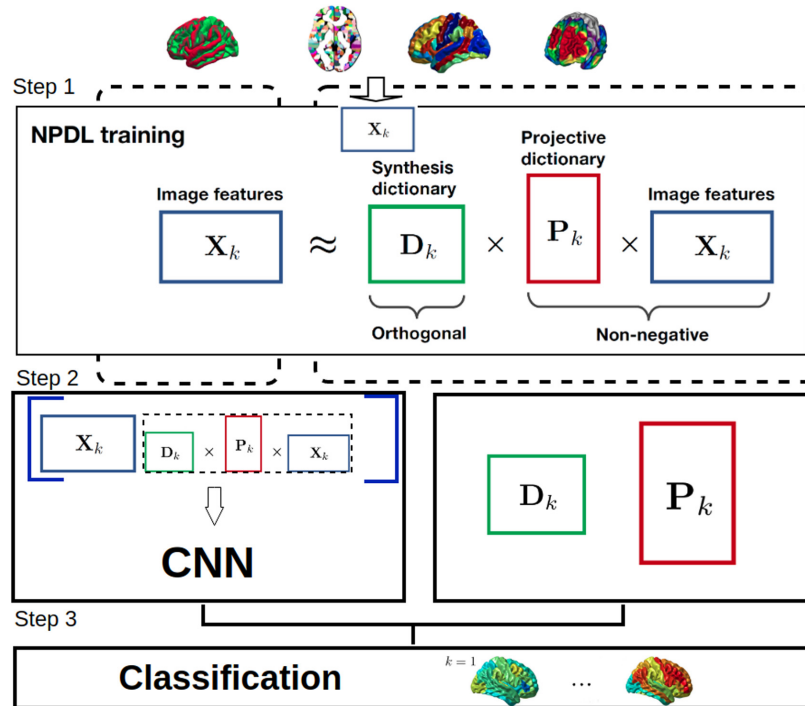 Step 1
X_k
NPDL training
Projective
dictionary
Synthesis
dictionary
Image features
Image features
X_k ≈ D_k × P_k × X_k
Orthogonal
Non-negative
Step 2
X_k D_k × P_k × X_k
CNN
D_k P_k
Step 3
Classification
k = 1
...